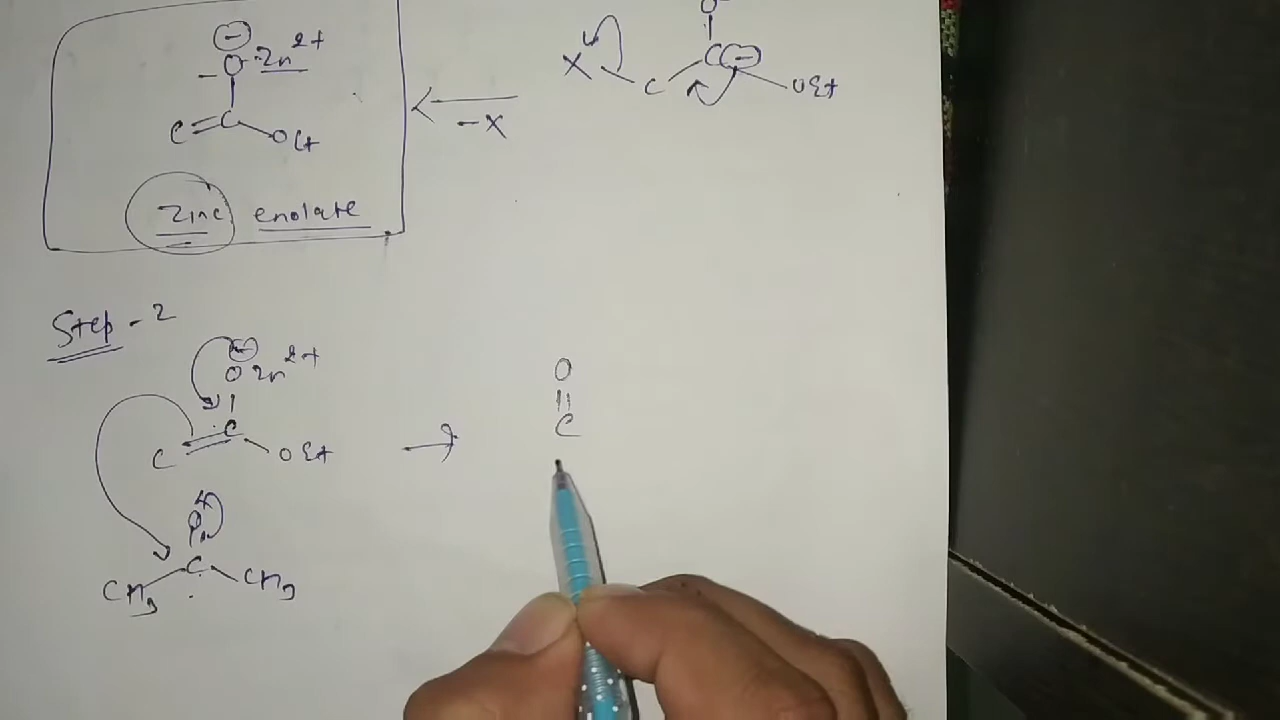 O⁻
⊖
O Zn²⁺
C=C
OEt
Zinc enolate
← -X
X
C
C ⊖
OEt
Step - 2
⊖
O Zn²⁺
C=C
OEt
→
O
C
O
C
CH₃ CH₃